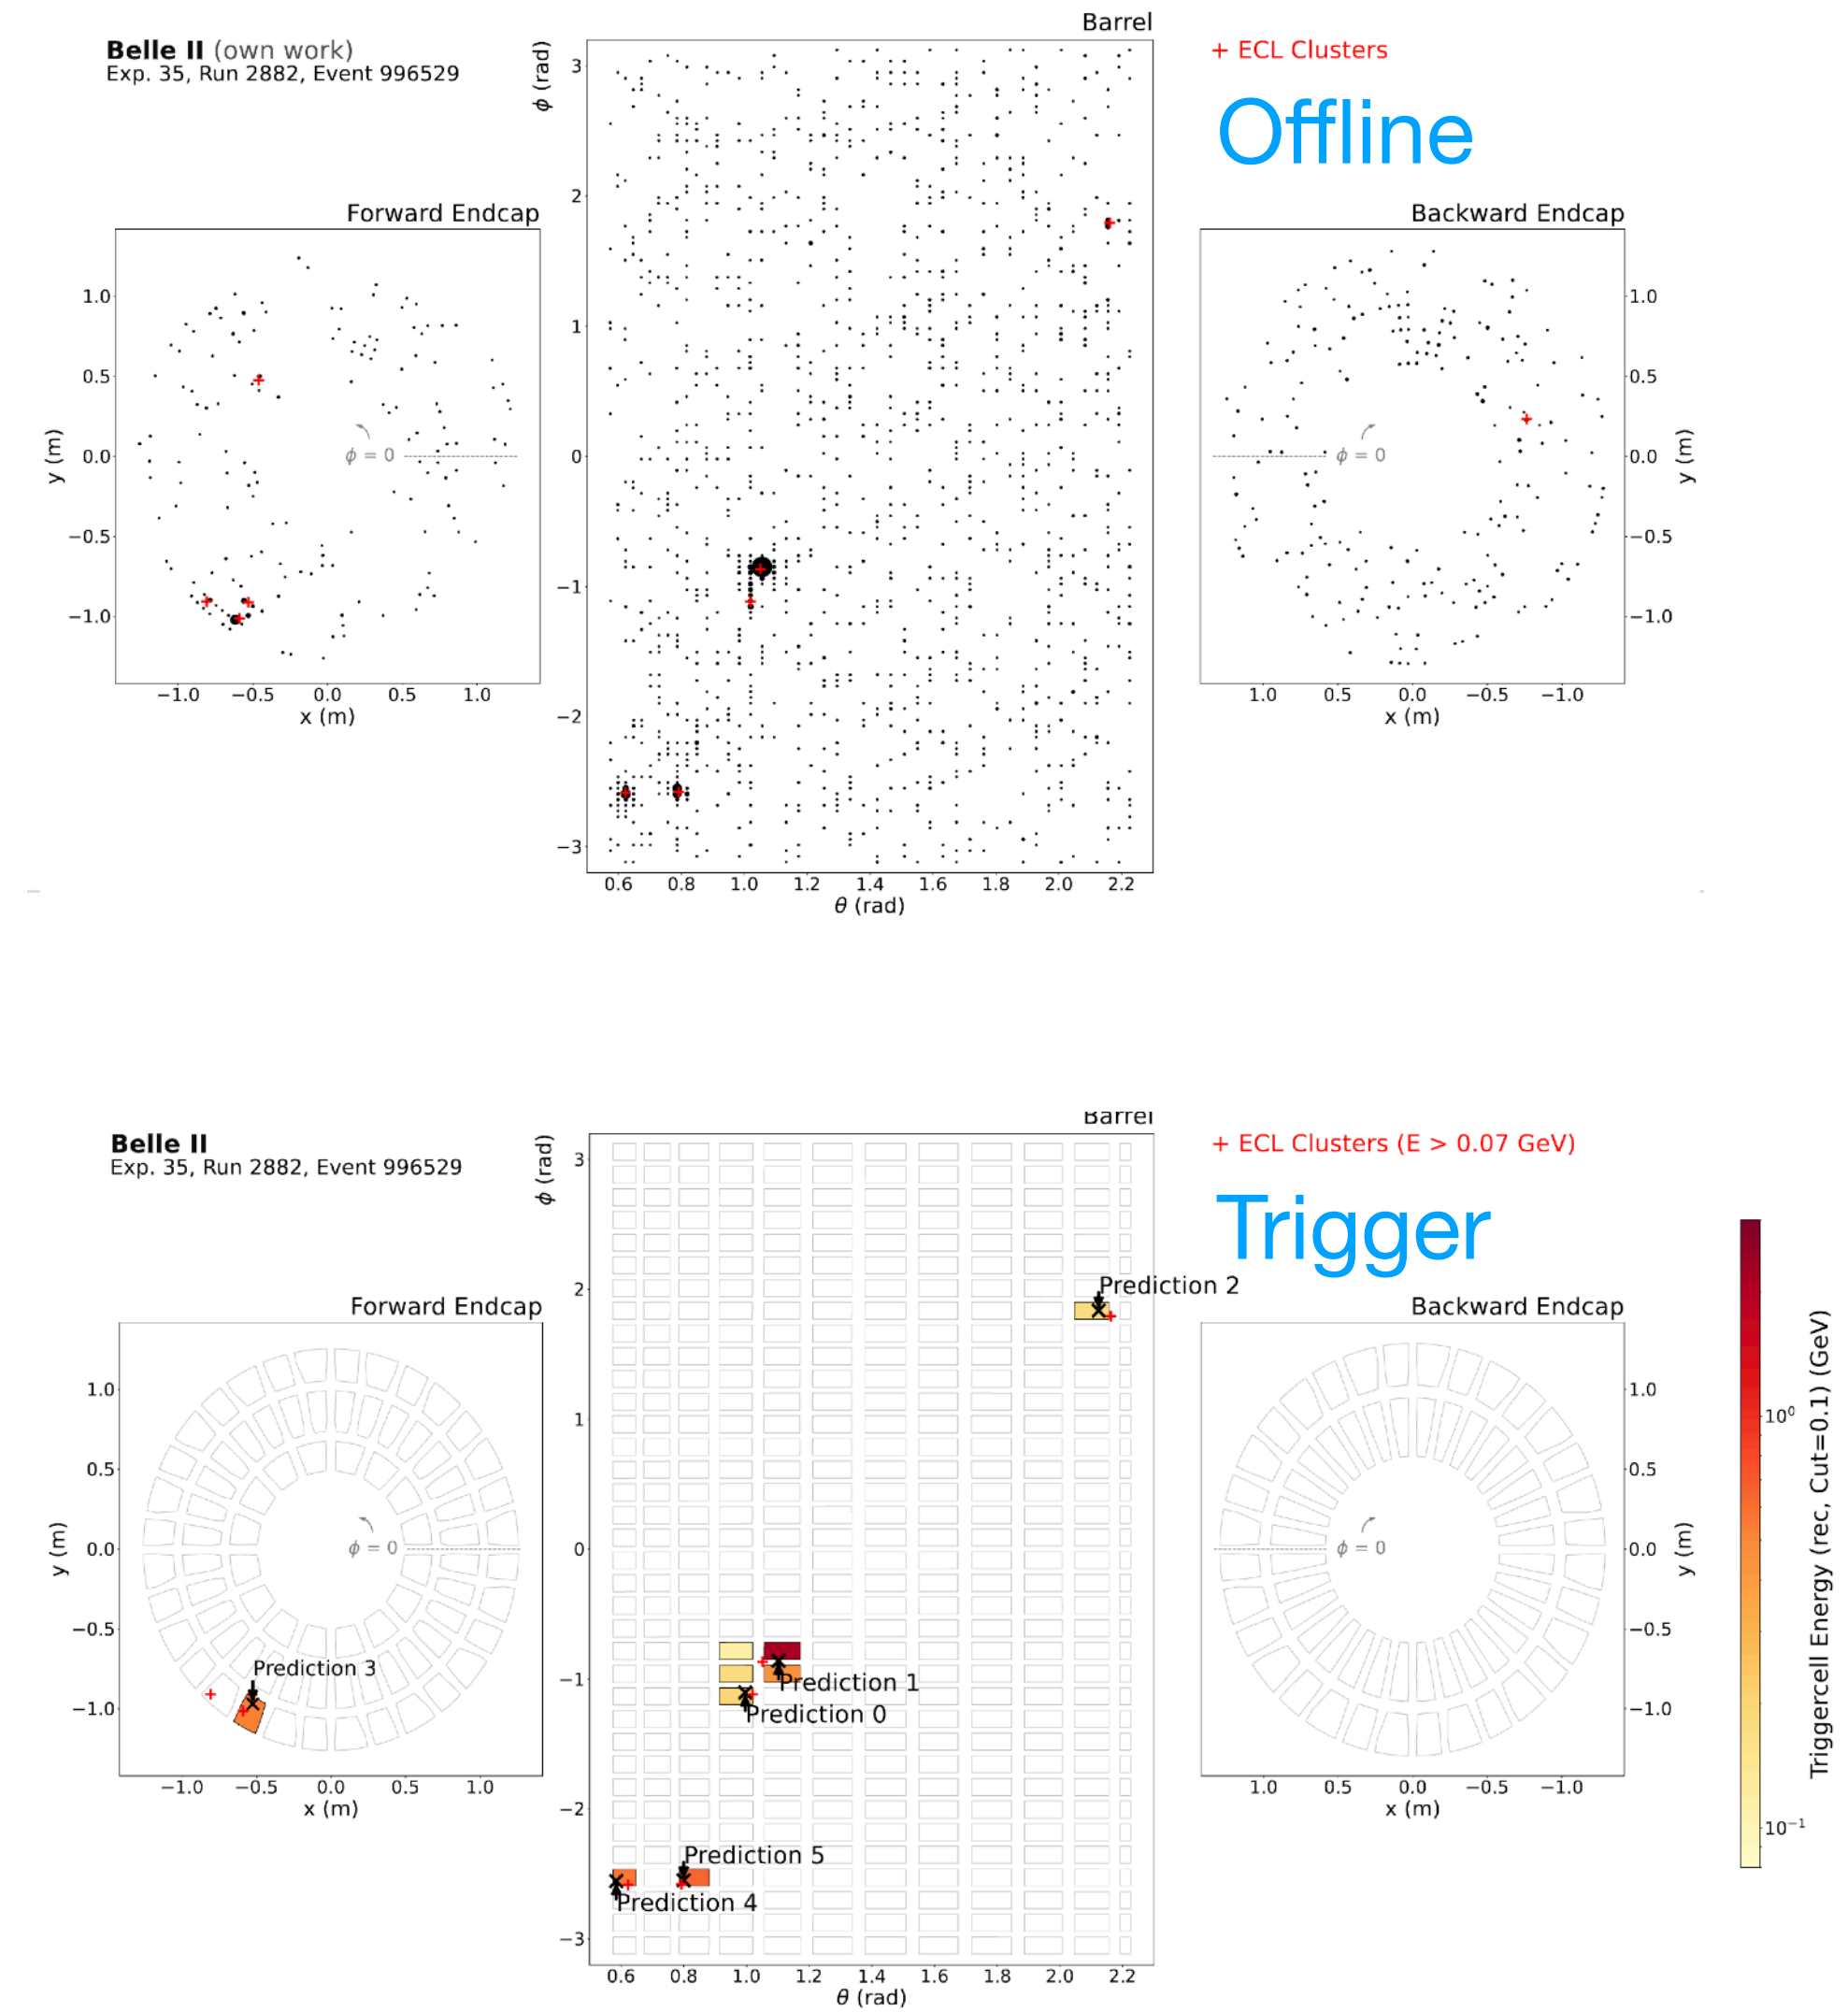 Barrel
Belle II (own work)
Exp. 35, Run 2882, Event 996529
+ ECL Clusters
Offline
Forward Endcap
1.0
0.5
0.0
−0.5
−1.0
y (m)
ϕ = 0
−1.0 −0.5 0.0 0.5 1.0
x (m)
ϕ (rad)
3
2
1
0
−1
−2
−3
0.6 0.8 1.0 1.2 1.4 1.6 1.8 2.0 2.2
θ (rad)
Backward Endcap
ϕ = 0
1.0
0.5
0.0
−0.5
−1.0
y (m)
1.0 0.5 0.0 −0.5 −1.0
x (m)
Barrel
Belle II
Exp. 35, Run 2882, Event 996529
+ ECL Clusters (E > 0.07 GeV)
Trigger
Forward Endcap
1.0
0.5
0.0
−0.5
−1.0
y (m)
ϕ = 0
Prediction 3
−1.0 −0.5 0.0 0.5 1.0
x (m)
ϕ (rad)
3
2
1
0
−1
−2
−3
Prediction 2
Prediction 1
Prediction 0
Prediction 5
Prediction 4
0.6 0.8 1.0 1.2 1.4 1.6 1.8 2.0 2.2
θ (rad)
Backward Endcap
ϕ = 0
1.0
0.5
0.0
−0.5
−1.0
y (m)
1.0 0.5 0.0 −0.5 −1.0
x (m)
10⁰
10⁻¹
Triggercell Energy (rec, Cut=0.1) (GeV)